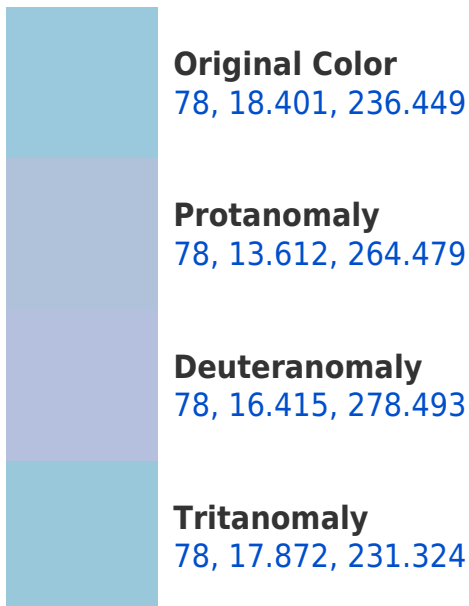 Original Color
78, 18.401, 236.449
Protanomaly
78, 13.612, 264.479
Deuteranomaly
78, 16.415, 278.493
Tritanomaly
78, 17.872, 231.324